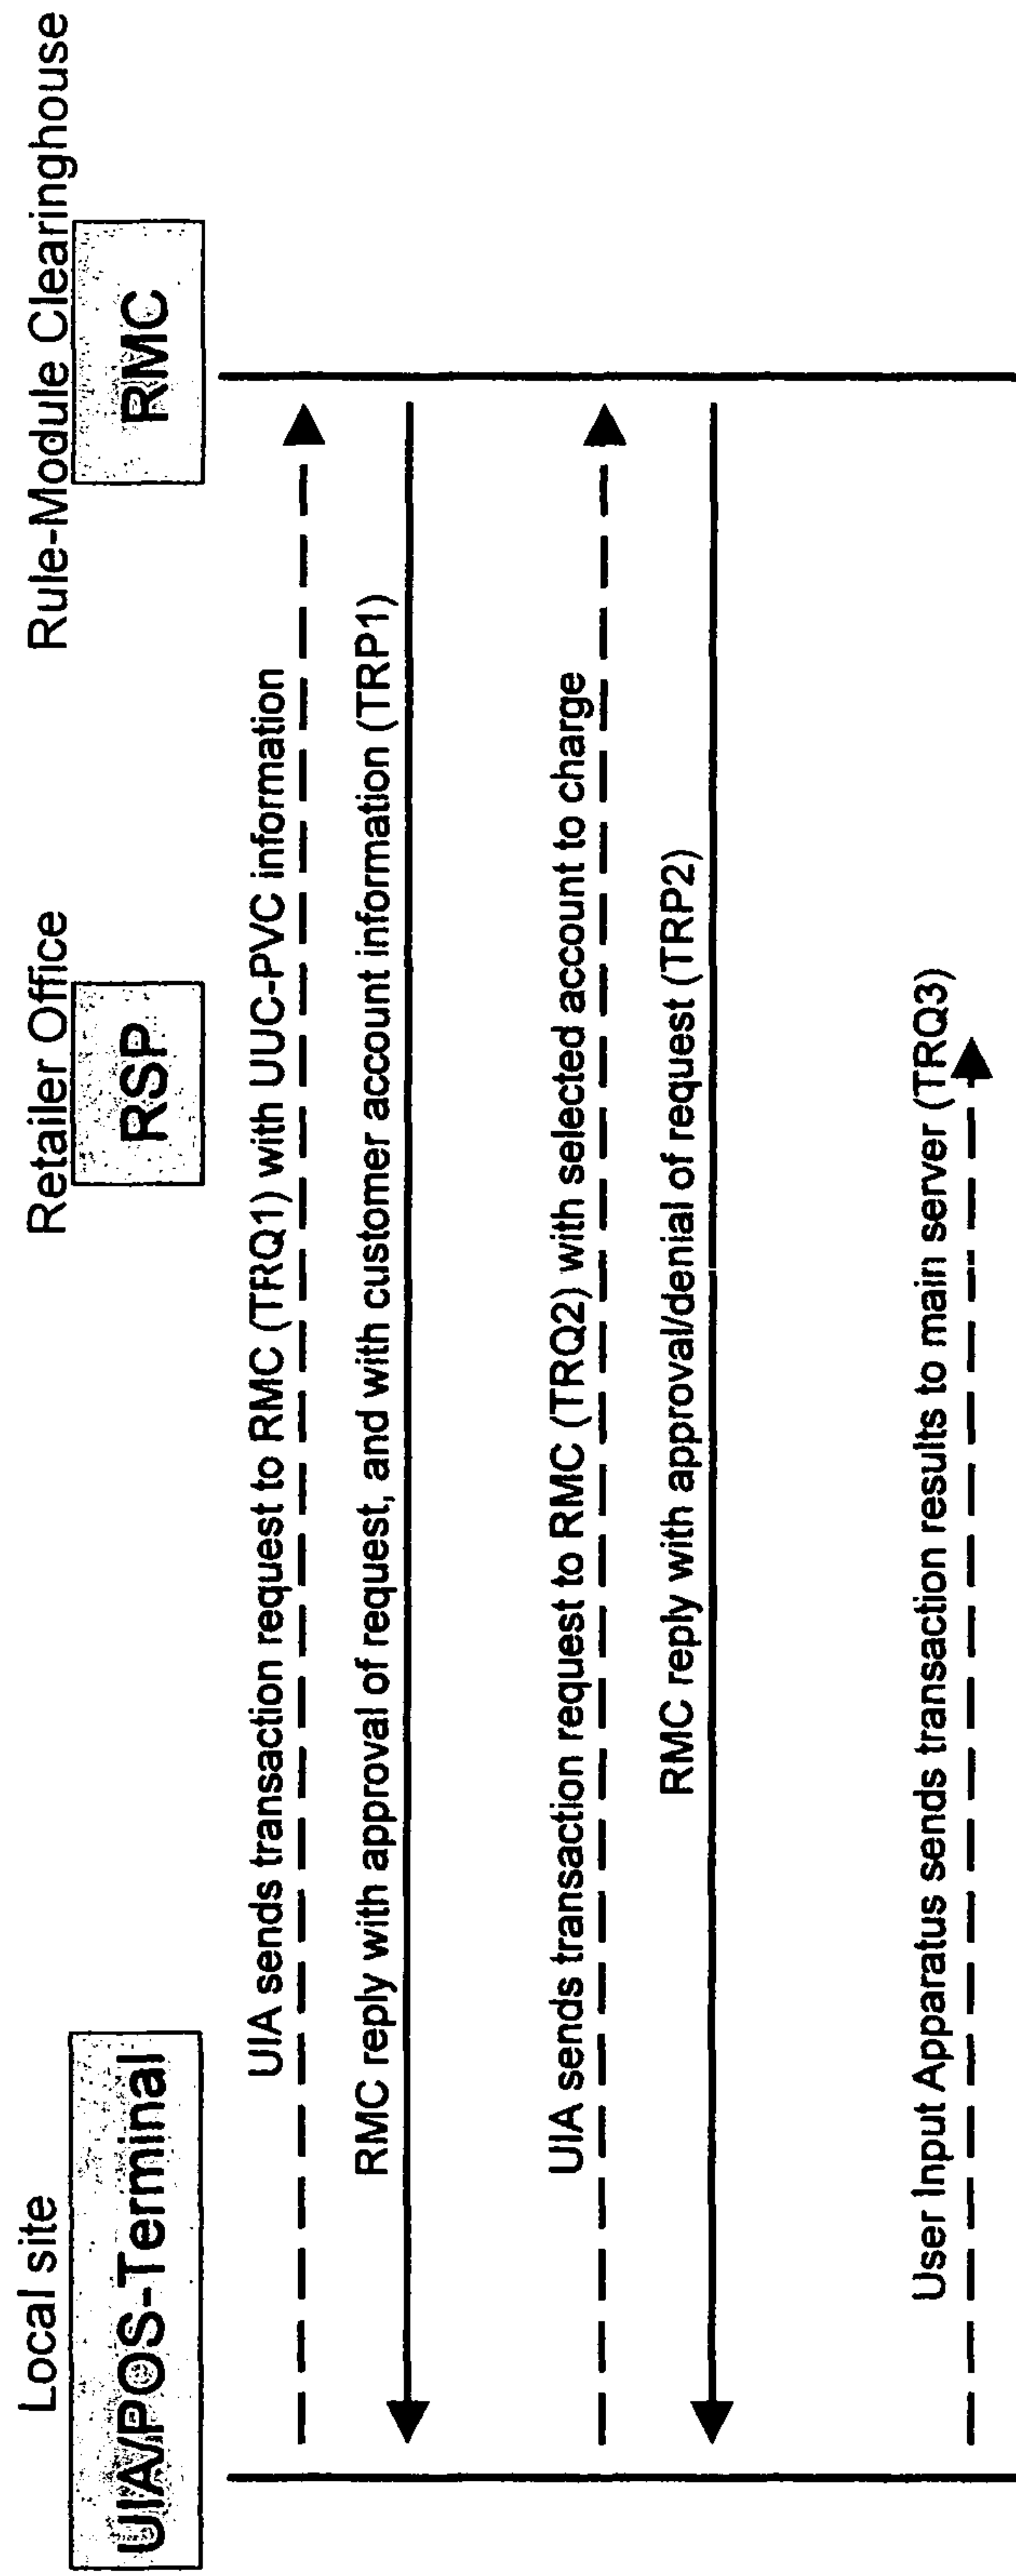 Local site
Retailer Office
Rule-Module Clearinghouse
UIA/POS-Terminal
RSP
RMC
UIA sends transaction request to RMC (TRQ1) with UUC-PVC information
RMC reply with approval of request, and with customer account information (TRP1)
UIA sends transaction request to RMC (TRQ2) with selected account to charge
RMC reply with approval/denial of request (TRP2)
User Input Apparatus sends transaction results to main server (TRQ3)